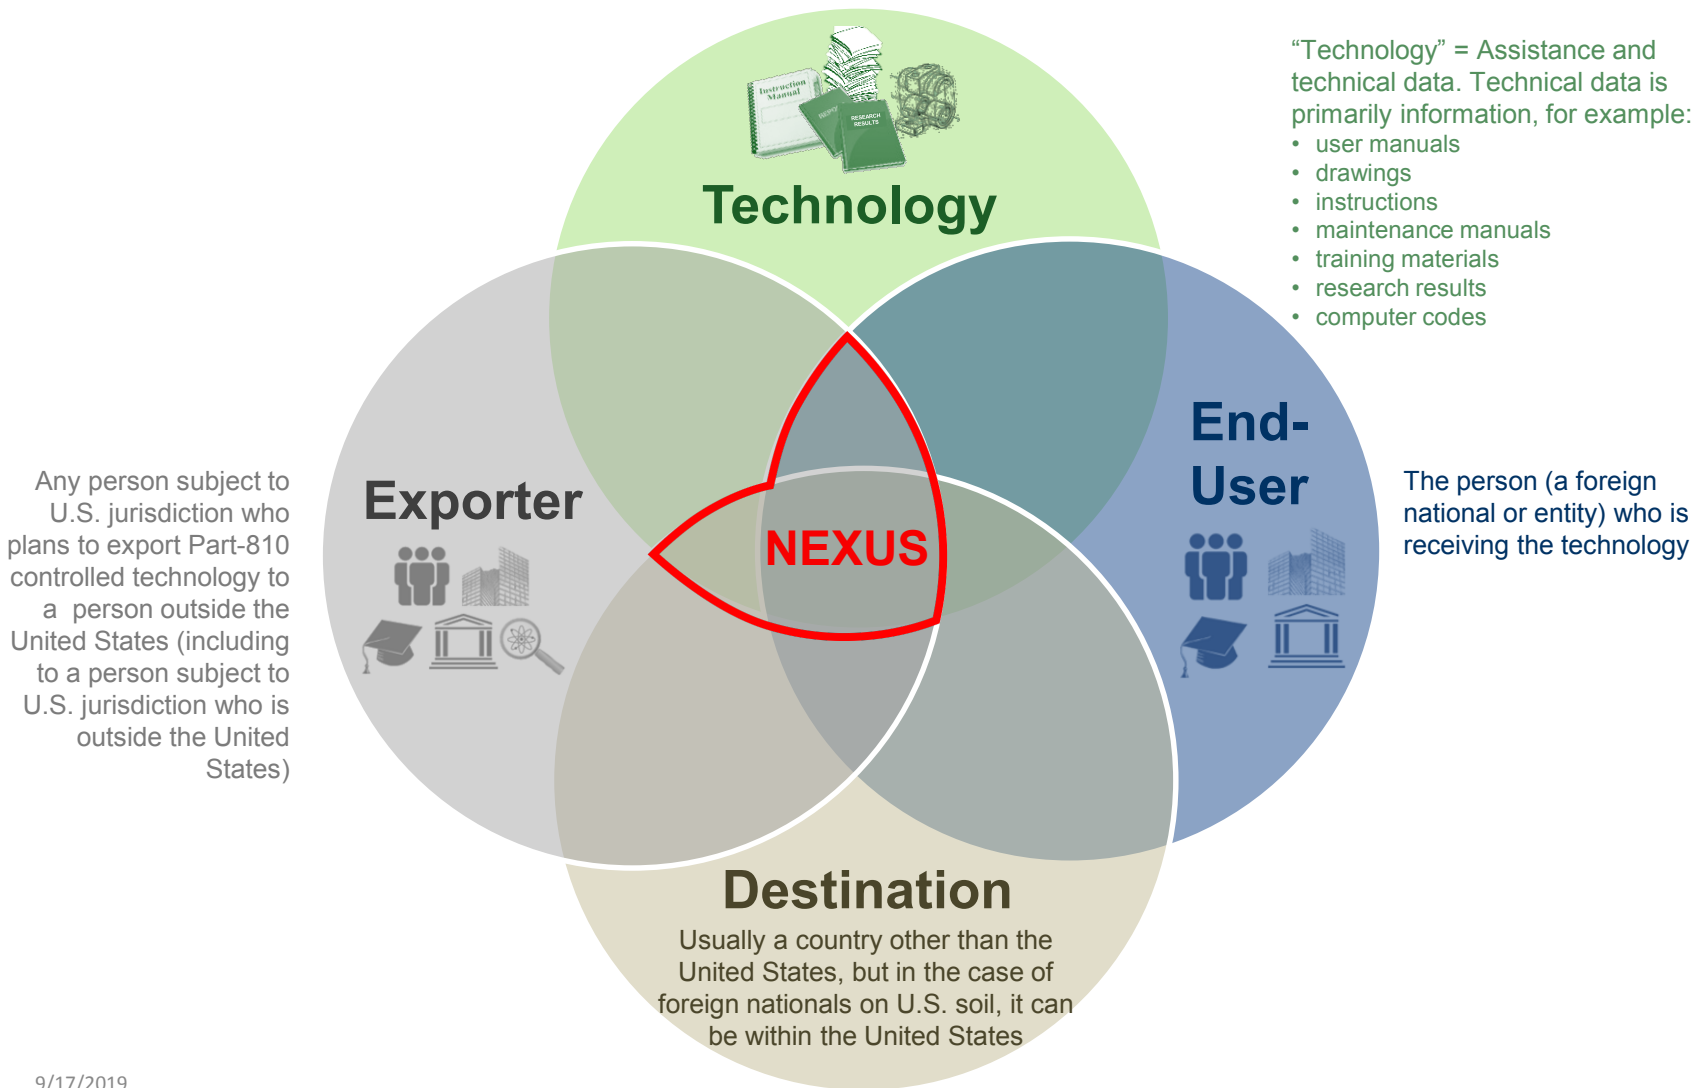 “Technology” = Assistance and
technical data. Technical data is
primarily information, for example:
• user manuals
• drawings
• instructions
• maintenance manuals
• training materials
• research results
• computer codes
Instruction
Manual
RESEARCH
RESULTS
Technology
End-
User
The person (a foreign
national or entity) who is
receiving the technology
Any person subject to
U.S. jurisdiction who
plans to export Part-810
controlled technology to
a person outside the
United States (including
to a person subject to
U.S. jurisdiction who is
outside the United
States)
Exporter
NEXUS
Destination
Usually a country other than the
United States, but in the case of
foreign nationals on U.S. soil, it can
be within the United States
9/17/2019